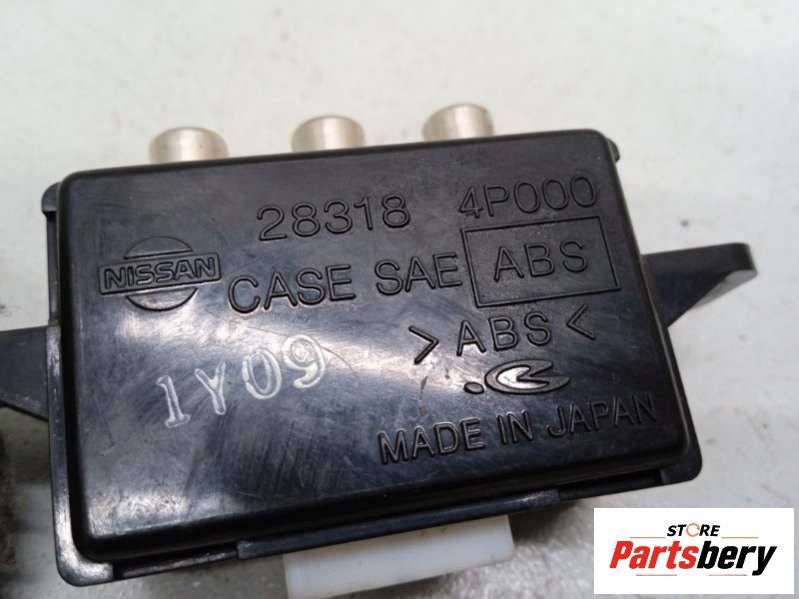 28318 4P000
NISSAN
CASE SAE ABS
>ABS<
1Y09
MADE IN JAPAN
STORE
Partsbery